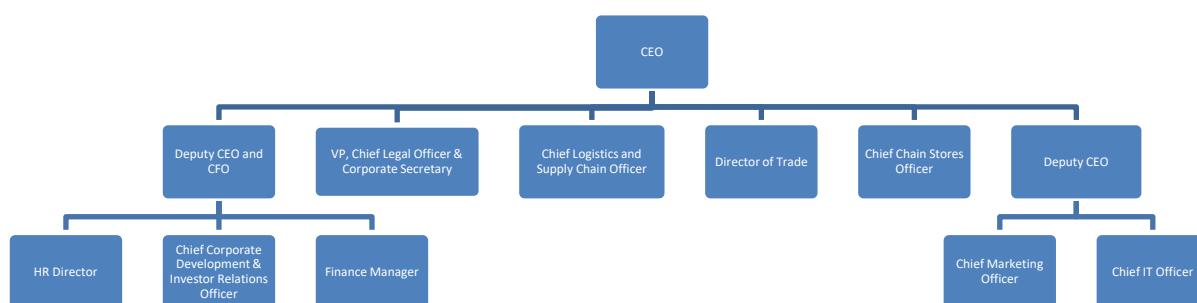 CEO
Deputy CEO and
CFO
VP, Chief Legal Officer &
Corporate Secretary
Chief Logistics and
Supply Chain Officer
Director of Trade
Chief Chain Stores
Officer
Deputy CEO
HR Director
Chief Corporate
Development &
Investor Relations
Officer
Finance Manager
Chief Marketing
Officer
Chief IT Officer